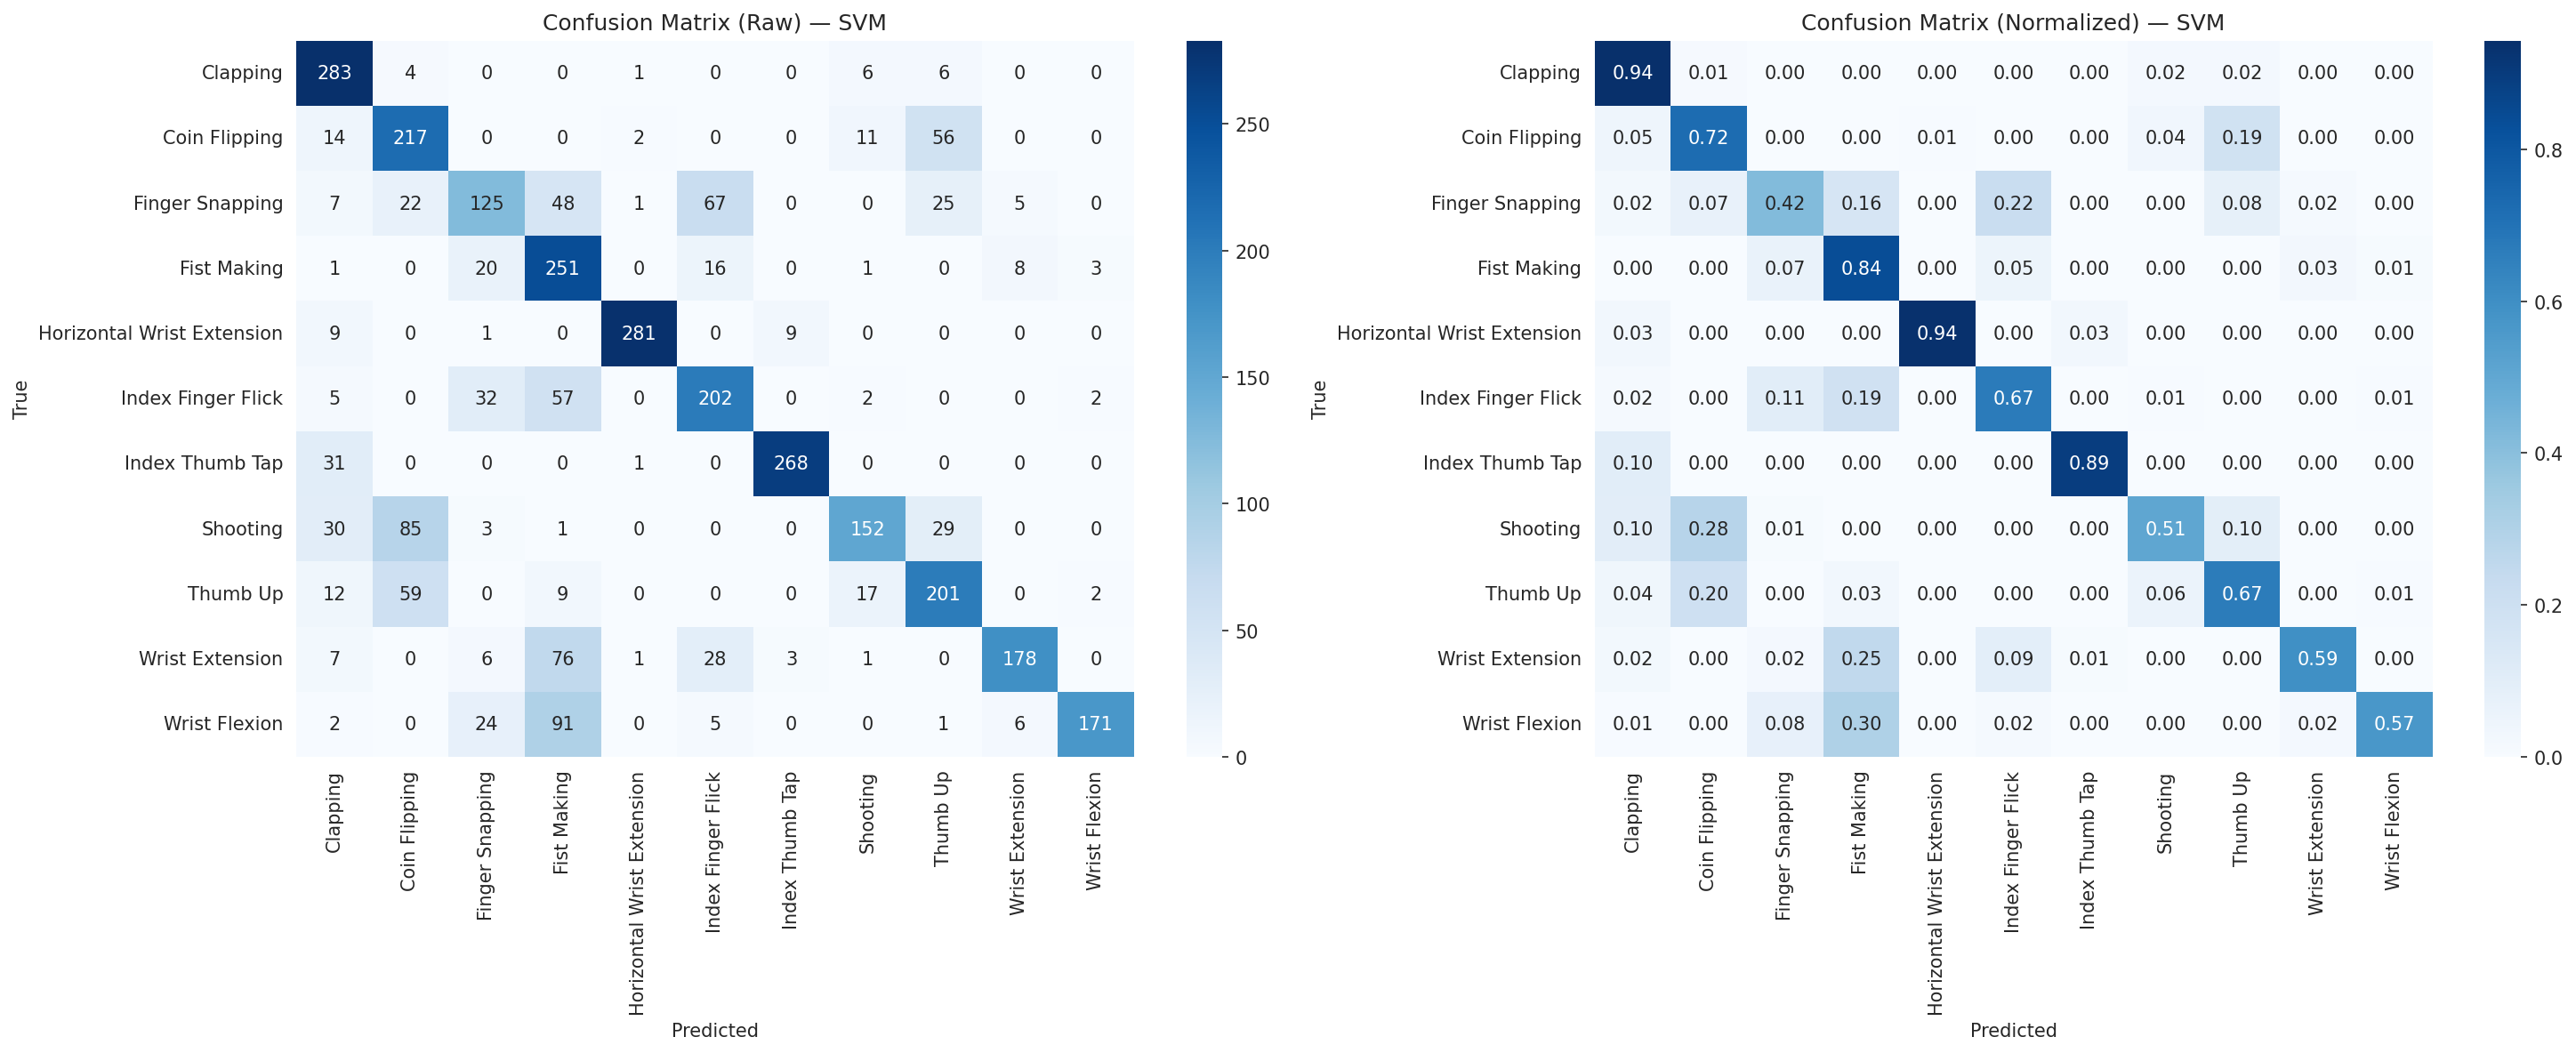 Confusion Matrix (Raw) — SVM
Clapping 283 4 0 0 1 0 0 6 6 0 0
Coin Flipping 14 217 0 0 2 0 0 11 56 0 0
Finger Snapping 7 22 125 48 1 67 0 0 25 5 0
Fist Making 1 0 20 251 0 16 0 1 0 8 3
Horizontal Wrist Extension 9 0 1 0 281 0 9 0 0 0 0
Index Finger Flick 5 0 32 57 0 202 0 2 0 0 2
Index Thumb Tap 31 0 0 0 1 0 268 0 0 0 0
Shooting 30 85 3 1 0 0 0 152 29 0 0
Thumb Up 12 59 0 9 0 0 0 17 201 0 2
Wrist Extension 7 0 6 76 1 28 3 1 0 178 0
Wrist Flexion 2 0 24 91 0 5 0 0 1 6 171
True
Clapping
Coin Flipping
Finger Snapping
Fist Making
Horizontal Wrist Extension
Index Finger Flick
Index Thumb Tap
Shooting
Thumb Up
Wrist Extension
Wrist Flexion
Predicted
250
200
150
100
50
0
Confusion Matrix (Normalized) — SVM
Clapping 0.94 0.01 0.00 0.00 0.00 0.00 0.00 0.02 0.02 0.00 0.00
Coin Flipping 0.05 0.72 0.00 0.00 0.01 0.00 0.00 0.04 0.19 0.00 0.00
Finger Snapping 0.02 0.07 0.42 0.16 0.00 0.22 0.00 0.00 0.08 0.02 0.00
Fist Making 0.00 0.00 0.07 0.84 0.00 0.05 0.00 0.00 0.00 0.03 0.01
Horizontal Wrist Extension 0.03 0.00 0.00 0.00 0.94 0.00 0.03 0.00 0.00 0.00 0.00
Index Finger Flick 0.02 0.00 0.11 0.19 0.00 0.67 0.00 0.01 0.00 0.00 0.01
Index Thumb Tap 0.10 0.00 0.00 0.00 0.00 0.00 0.89 0.00 0.00 0.00 0.00
Shooting 0.10 0.28 0.01 0.00 0.00 0.00 0.00 0.51 0.10 0.00 0.00
Thumb Up 0.04 0.20 0.00 0.03 0.00 0.00 0.00 0.06 0.67 0.00 0.01
Wrist Extension 0.02 0.00 0.02 0.25 0.00 0.09 0.01 0.00 0.00 0.59 0.00
Wrist Flexion 0.01 0.00 0.08 0.30 0.00 0.02 0.00 0.00 0.00 0.02 0.57
True
Clapping
Coin Flipping
Finger Snapping
Fist Making
Horizontal Wrist Extension
Index Finger Flick
Index Thumb Tap
Shooting
Thumb Up
Wrist Extension
Wrist Flexion
Predicted
0.8
0.6
0.4
0.2
0.0